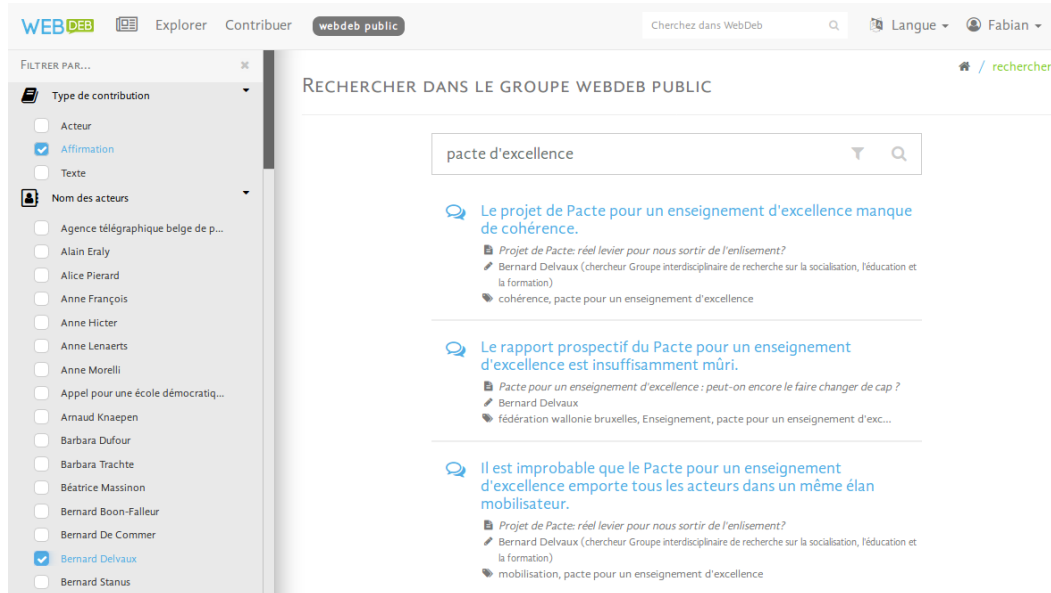 WEBDEB Explorer Contribuer webdeb public Cherchez dans WebDeb Langue Fabian
FILTRER PAR...
Type de contribution
Acteur
Affirmation
Texte
Nom des acteurs
Agence télégraphique belge de p...
Alain Eraly
Alice Pierard
Anne François
Anne Hicter
Anne Lenaerts
Anne Morelli
Appel pour une école démocratiq...
Arnaud Knaepen
Barbara Dufour
Barbara Trachte
Béatrice Massinon
Bernard Boon-Falleur
Bernard De Commer
Bernard Delvaux
Bernard Stanus
/ rechercher
RECHERCHER DANS LE GROUPE WEBDEB PUBLIC
pacte d'excellence
Le projet de Pacte pour un enseignement d'excellence manque
de cohérence.
Projet de Pacte: réel levier pour nous sortir de l'enlisement?
Bernard Delvaux (chercheur Groupe interdisciplinaire de recherche sur la socialisation, l'éducation et
la formation)
cohérence, pacte pour un enseignement d'excellence
Le rapport prospectif du Pacte pour un enseignement
d'excellence est insuffisamment mûri.
Pacte pour un enseignement d'excellence : peut-on encore le faire changer de cap ?
Bernard Delvaux
fédération wallonie bruxelles, Enseignement, pacte pour un enseignement d'exc...
Il est improbable que le Pacte pour un enseignement
d'excellence emporte tous les acteurs dans un même élan
mobilisateur.
Projet de Pacte: réel levier pour nous sortir de l'enlisement?
Bernard Delvaux (chercheur Groupe interdisciplinaire de recherche sur la socialisation, l'éducation et
la formation)
mobilisation, pacte pour un enseignement d'excellence